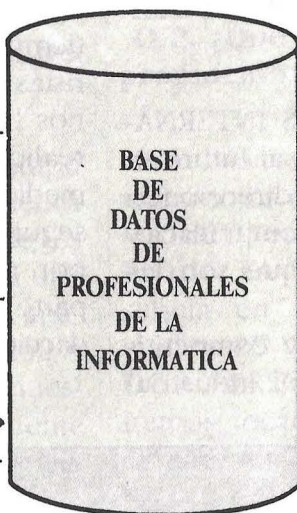 BASE
DE
DATOS
DE
PROFESIONALES
DE LA
INFORMATICA